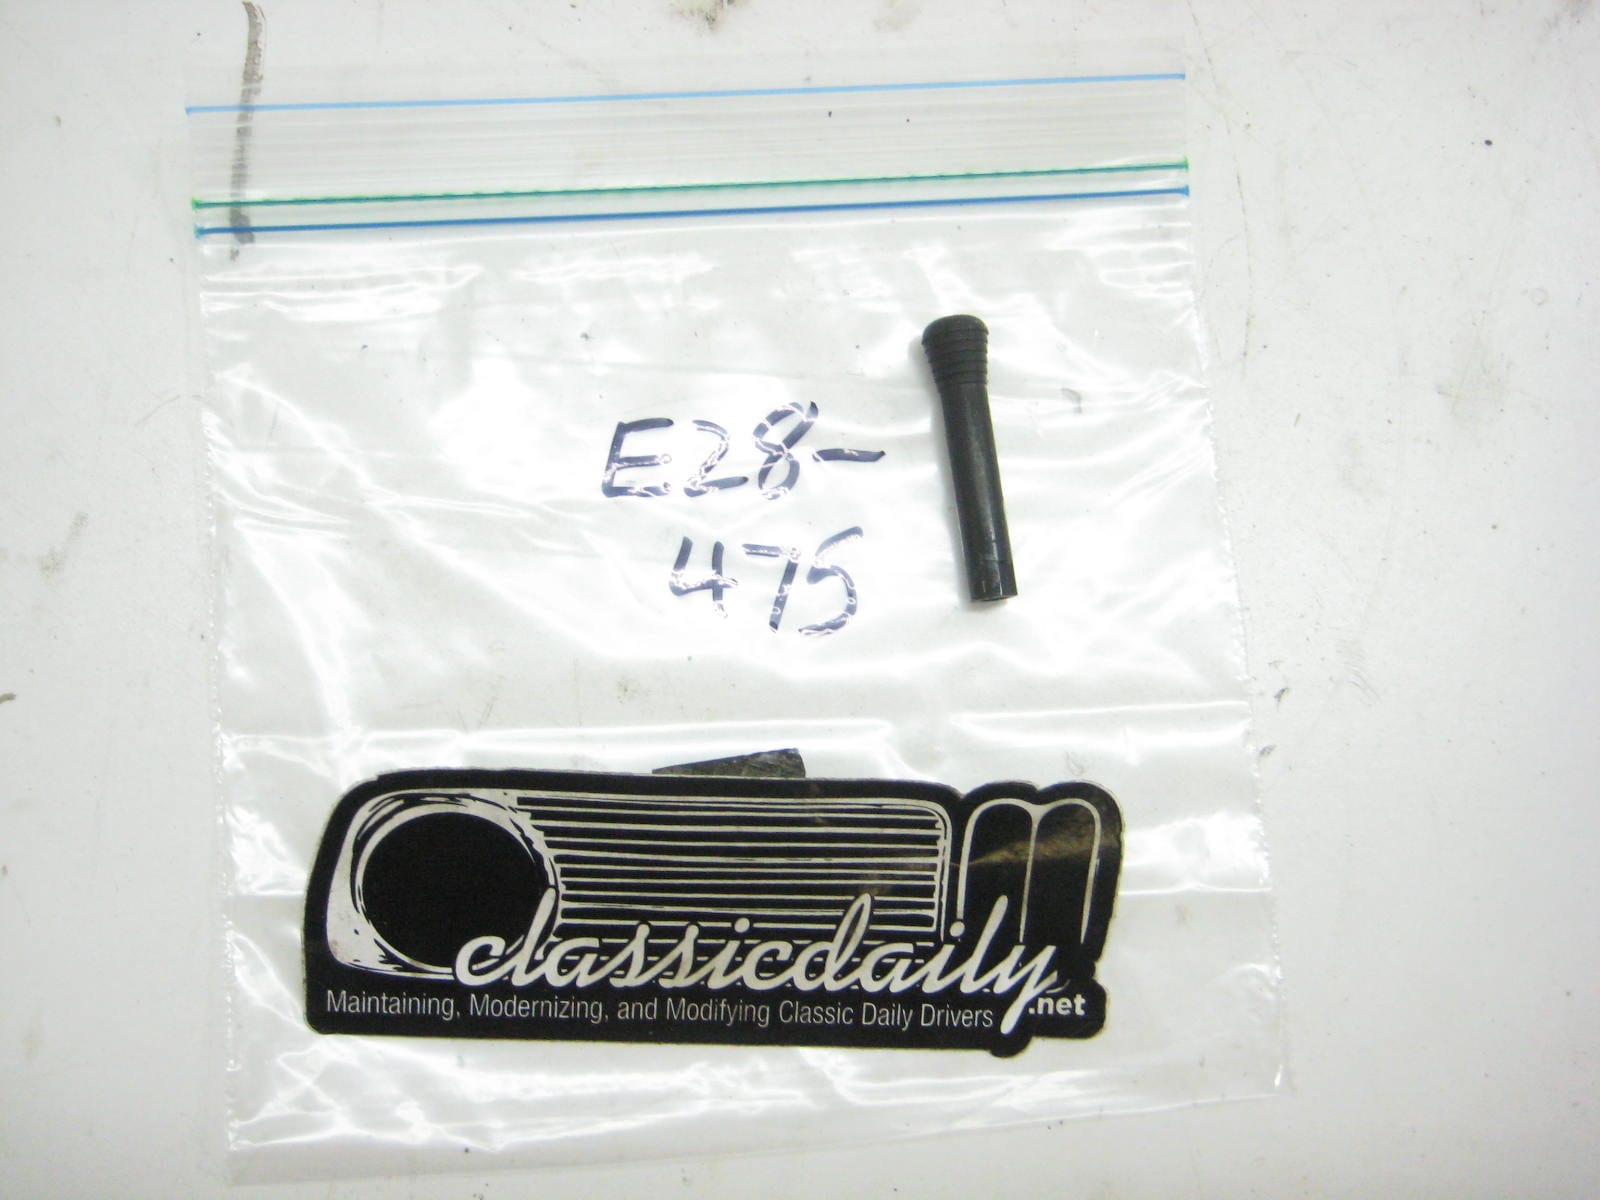 E28-
475
classicdaily
.net
Maintaining, Modernizing, and Modifying Classic Daily Drivers